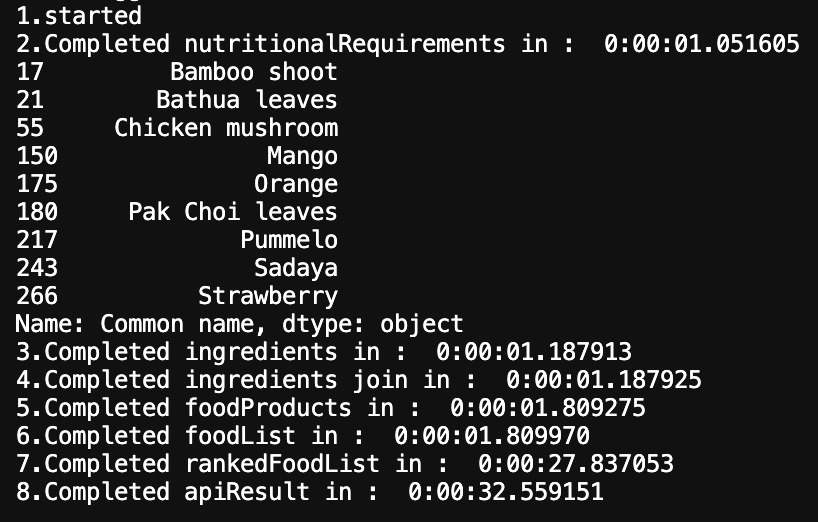 1.started
2.Completed nutritionalRequirements in :  0:00:01.051605
17         Bamboo shoot
21        Bathua leaves
55     Chicken mushroom
150               Mango
175              Orange
180     Pak Choi leaves
217             Pummelo
243              Sadaya
266          Strawberry
Name: Common name, dtype: object
3.Completed ingredients in :  0:00:01.187913
4.Completed ingredients join in :  0:00:01.187925
5.Completed foodProducts in :  0:00:01.809275
6.Completed foodList in :  0:00:01.809970
7.Completed rankedFoodList in :  0:00:27.837053
8.Completed apiResult in :  0:00:32.559151